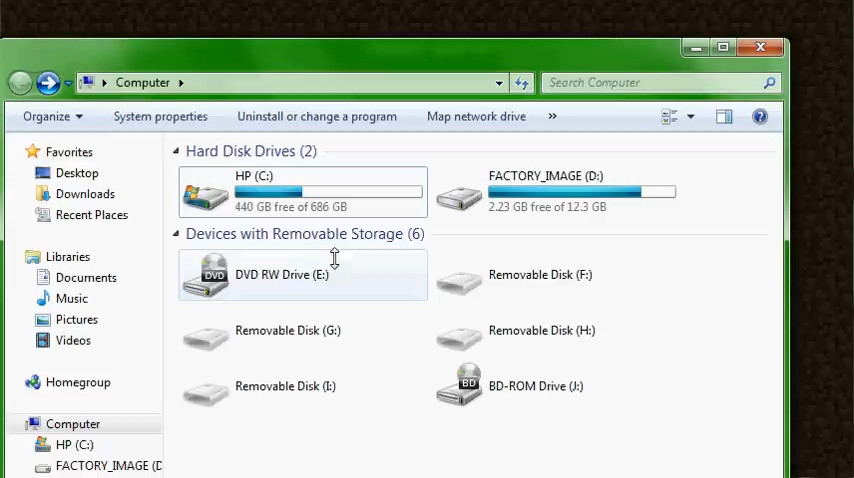 Computer
Search Computer
Organize
System properties
Uninstall or change a program
Map network drive
»
Favorites
Desktop
Downloads
Recent Places
Libraries
Documents
Music
Pictures
Videos
Homegroup
Computer
HP (C:)
FACTORY_IMAGE (D
Hard Disk Drives (2)
HP (C:)
440 GB free of 686 GB
FACTORY_IMAGE (D:)
2.23 GB free of 12.3 GB
Devices with Removable Storage (6)
DVD RW Drive (E:)
DVD
Removable Disk (F:)
Removable Disk (G:)
Removable Disk (H:)
Removable Disk (I:)
BD-ROM Drive (J:)
BD